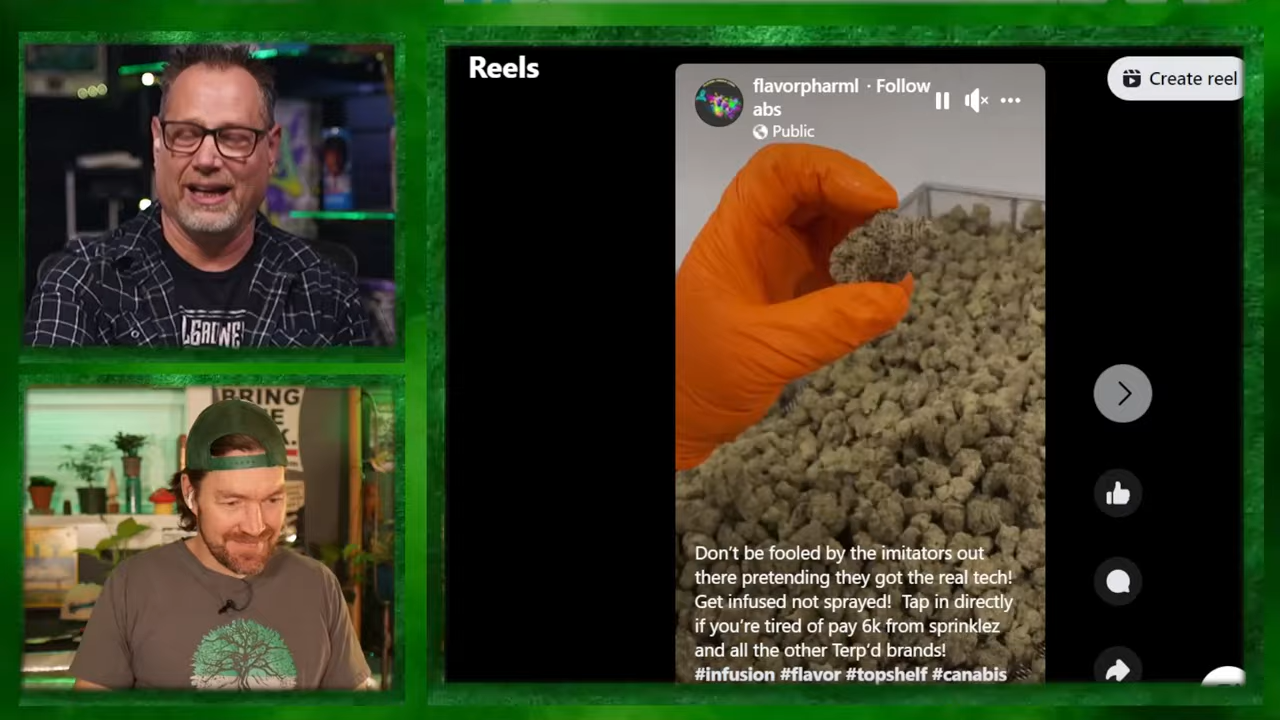 Reels
Create reel
flavorpharml · Follow
abs
Public
BRING
Don't be fooled by the imitators out
there pretending they got the real tech!
Get infused not sprayed! Tap in directly
if you're tired of pay 6k from sprinklez
and all the other Terp'd brands!
#infusion #flavor #topshelf #canabis